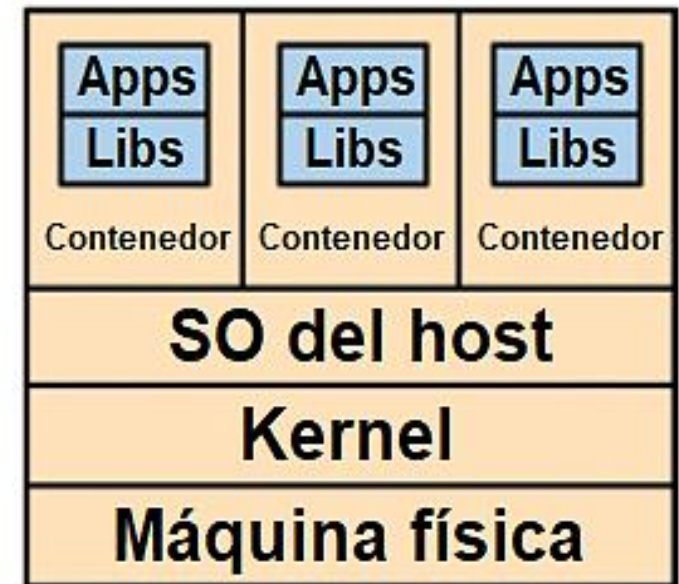 Apps Apps Apps
Libs Libs Libs
Contenedor Contenedor Contenedor
SO del host
Kernel
Máquina física